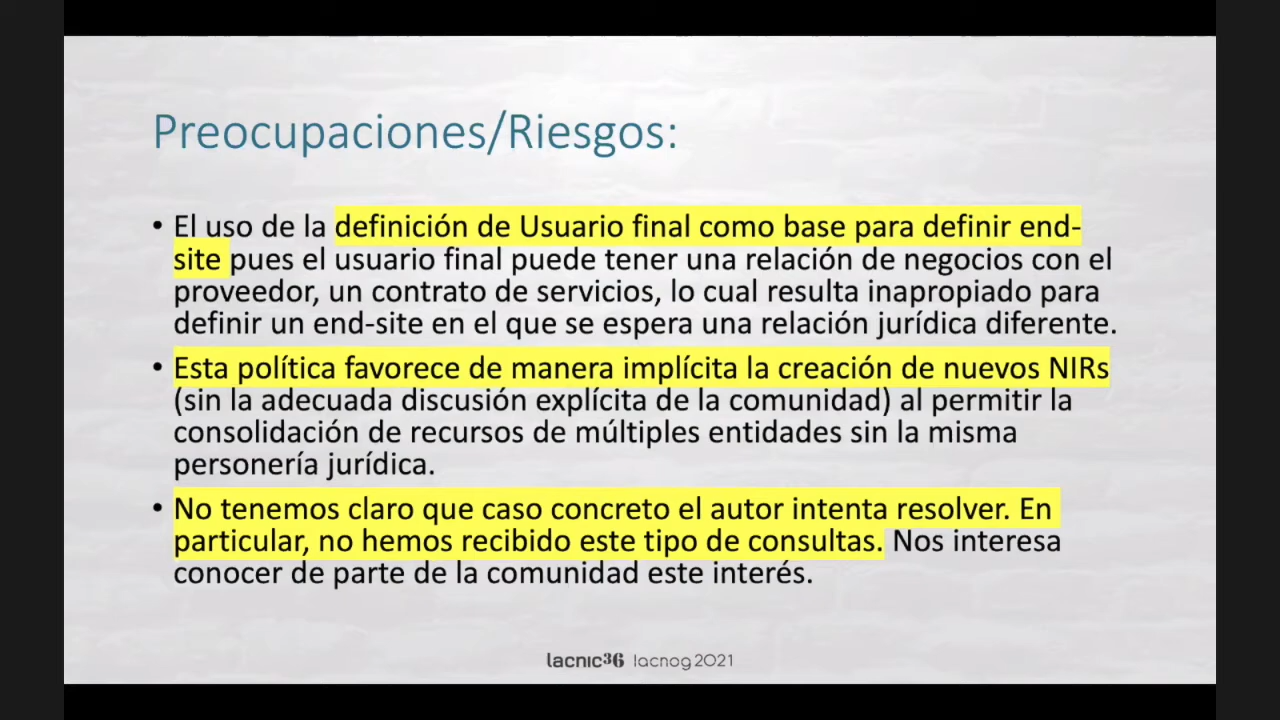 Preocupaciones/Riesgos:
• El uso de la definición de Usuario final como base para definir end-
site pues el usuario final puede tener una relación de negocios con el
proveedor, un contrato de servicios, lo cual resulta inapropiado para
definir un end-site en el que se espera una relación jurídica diferente.
• Esta política favorece de manera implícita la creación de nuevos NIRs
(sin la adecuada discusión explícita de la comunidad) al permitir la
consolidación de recursos de múltiples entidades sin la misma
personería jurídica.
• No tenemos claro que caso concreto el autor intenta resolver. En
particular, no hemos recibido este tipo de consultas. Nos interesa
conocer de parte de la comunidad este interés.
lacnic36 lacnog2021